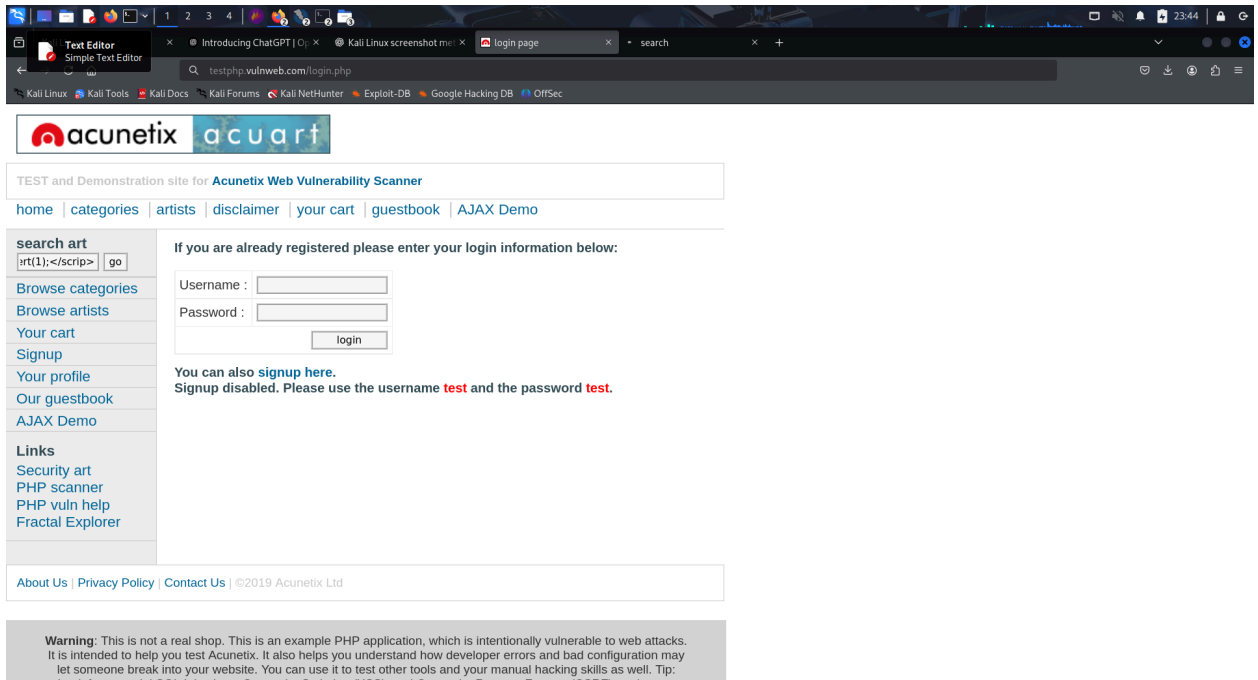 1 2 3 4 23:44
Text Editor
Simple Text Editor
Introducing ChatGPT | Op
Kali Linux screenshot met
login page
search
testphp.vulnweb.com/login.php
Kali Linux Kali Tools Kali Docs Kali Forums Kali NetHunter Exploit-DB Google Hacking DB OffSec
acunetix acuart
TEST and Demonstration site for Acunetix Web Vulnerability Scanner
home | categories | artists | disclaimer | your cart | guestbook | AJAX Demo
search art
ert(1);</scrip> go
Browse categories
Browse artists
Your cart
Signup
Your profile
Our guestbook
AJAX Demo
Links
Security art
PHP scanner
PHP vuln help
Fractal Explorer
If you are already registered please enter your login information below:
Username :
Password :
login
You can also signup here.
Signup disabled. Please use the username test and the password test.
About Us | Privacy Policy | Contact Us | ©2019 Acunetix Ltd
Warning: This is not a real shop. This is an example PHP application, which is intentionally vulnerable to web attacks.
It is intended to help you test Acunetix. It also helps you understand how developer errors and bad configuration may
let someone break into your website. You can use it to test other tools and your manual hacking skills as well. Tip: